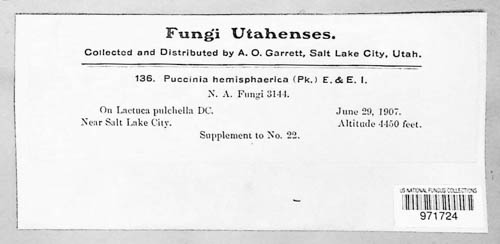 Fungi Utahenses.
Collected and Distributed by A. O. Garrett, Salt Lake City, Utah.
136. Puccinia hemisphaerica (Pk.) E. & E. I.
N. A. Fungi 3144.
On Lactuca pulchella DC. June 29, 1907.
Near Salt Lake City. Altitude 4450 feet.
Supplement to No. 22.
US NATIONAL FUNGUS COLLECTIONS
971724